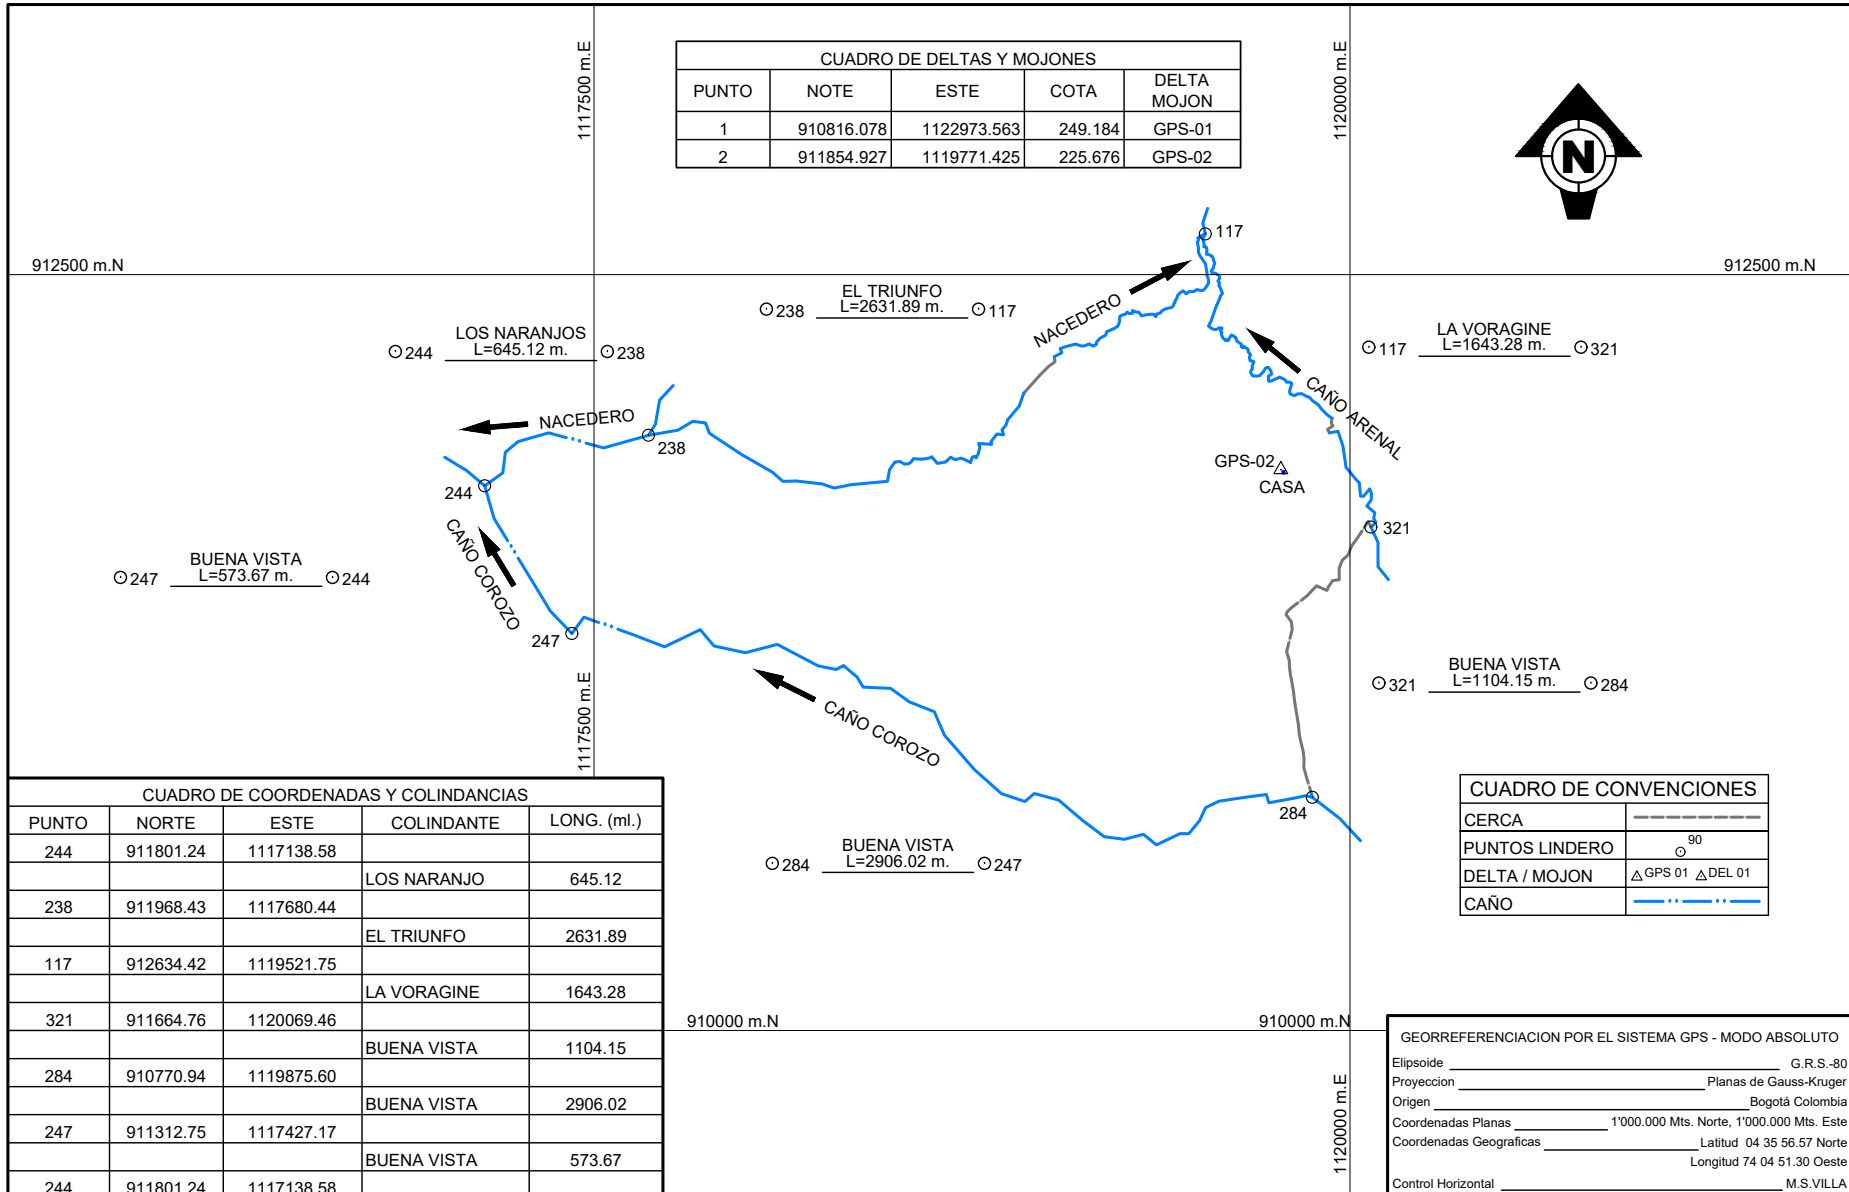 1117500 m.E
1120000 m.E
CUADRO DE DELTAS Y MOJONES
PUNTO NOTE ESTE COTA DELTA MOJON
1 910816.078 1122973.563 249.184 GPS-01
2 911854.927 1119771.425 225.676 GPS-02
N
117
912500 m.N
912500 m.N
EL TRIUNFO
238 L=2631.89 m. 117
NACEDERO
LOS NARANJOS
244 L=645.12 m. 238
LA VORAGINE
117 L=1643.28 m. 321
CAÑO ARENAL
NACEDERO
238
GPS-02
CASA
244
321
CAÑO COROZO
BUENA VISTA
247 L=573.67 m. 244
247
BUENA VISTA
321 L=1104.15 m. 284
1117500 m.E
CAÑO COROZO
284
BUENA VISTA
284 L=2906.02 m. 247
CUADRO DE CONVENCIONES
CERCA
PUNTOS LINDERO 90
DELTA / MOJON GPS 01 DEL 01
CAÑO
CUADRO DE COORDENADAS Y COLINDANCIAS
PUNTO NORTE ESTE COLINDANTE LONG. (ml.)
244 911801.24 1117138.58
LOS NARANJO 645.12
238 911968.43 1117680.44
EL TRIUNFO 2631.89
117 912634.42 1119521.75
LA VORAGINE 1643.28
321 911664.76 1120069.46
BUENA VISTA 1104.15
284 910770.94 1119875.60
BUENA VISTA 2906.02
247 911312.75 1117427.17
BUENA VISTA 573.67
244 911801.24 1117138.58
910000 m.N
910000 m.N
1120000 m.E
GEORREFERENCIACION POR EL SISTEMA GPS - MODO ABSOLUTO
Elipsoide G.R.S.-80
Proyeccion Planas de Gauss-Kruger
Origen Bogotá Colombia
Coordenadas Planas 1'000.000 Mts. Norte, 1'000.000 Mts. Este
Coordenadas Geograficas Latitud 04 35 56.57 Norte
Longitud 74 04 51.30 Oeste
Control Horizontal M.S.VILLA